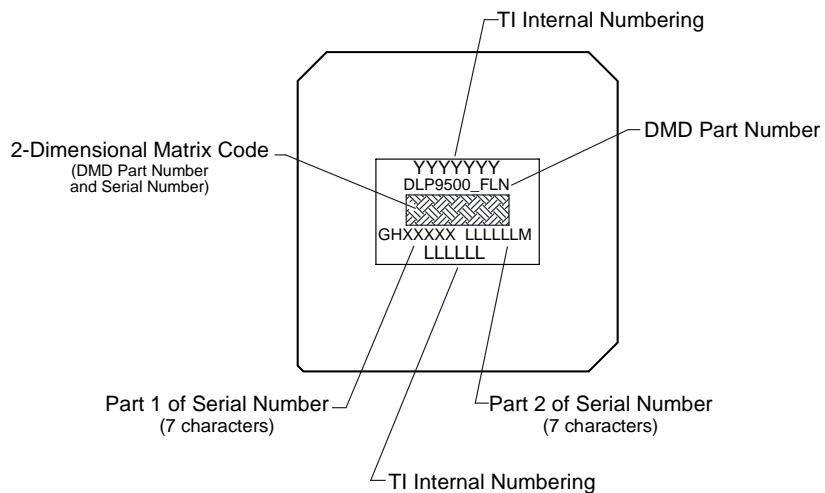 TI Internal Numbering
DMD Part Number
2-Dimensional Matrix Code
(DMD Part Number
and Serial Number)
YYYYYYY
DLP9500_FLN
GHXXXXX LLLLLLM
LLLLLL
Part 1 of Serial Number
(7 characters)
Part 2 of Serial Number
(7 characters)
TI Internal Numbering